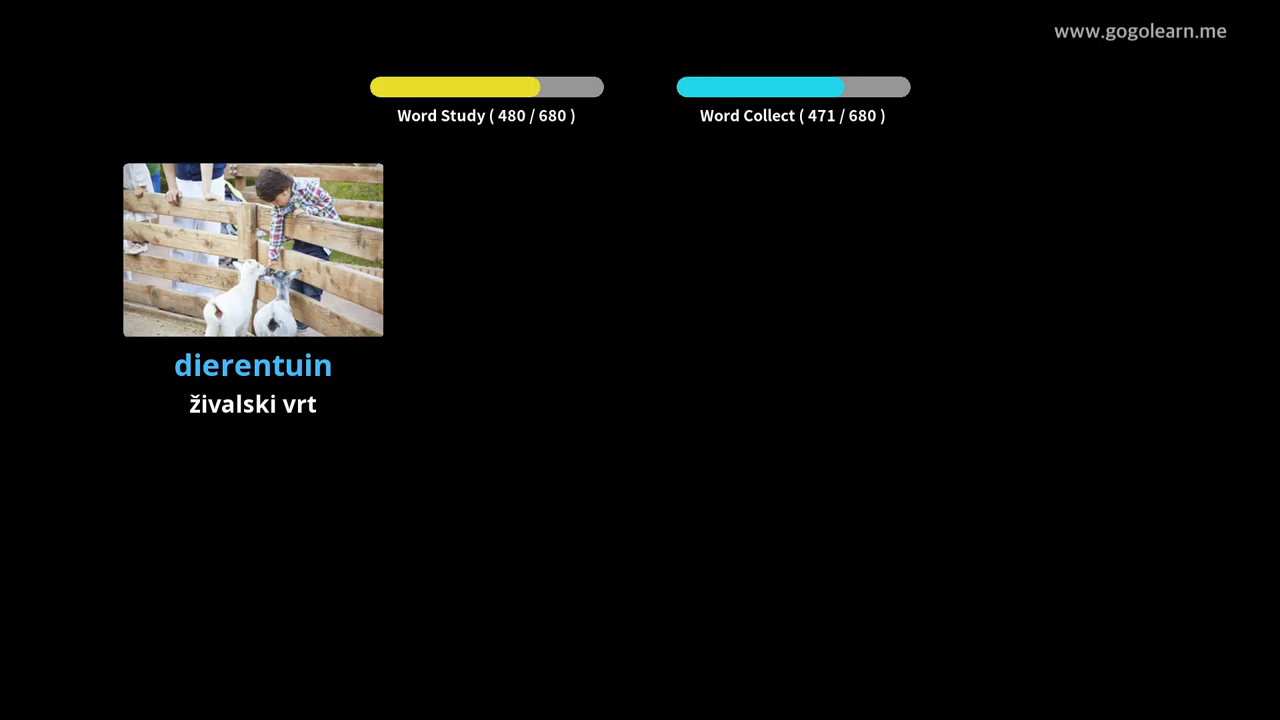 www.gogolearn.me
Word Study ( 480 / 680 )
Word Collect ( 471 / 680 )
dierentuin
živalski vrt